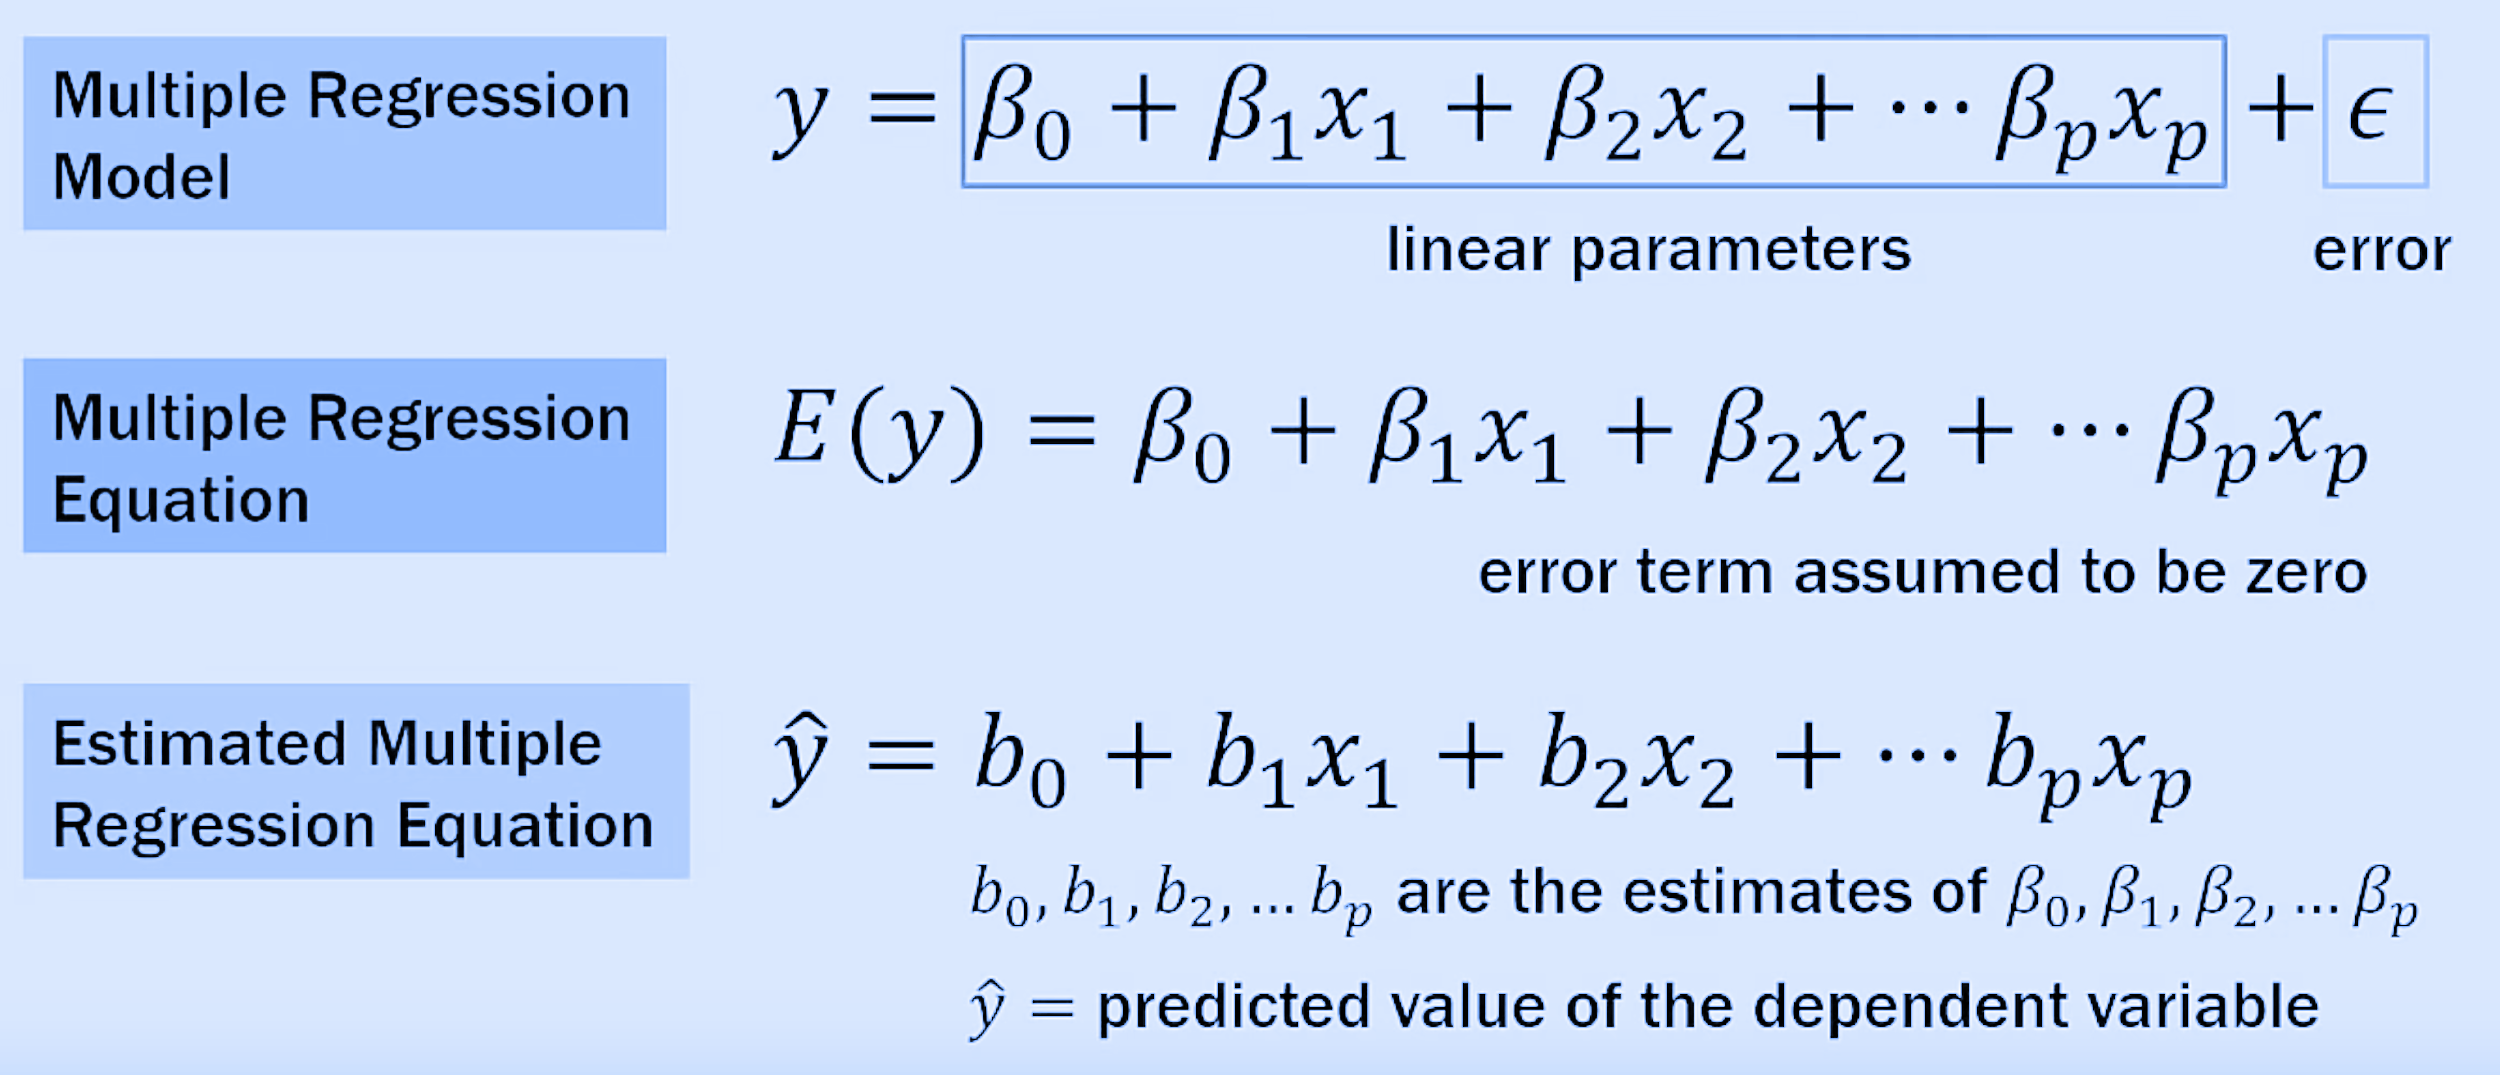 Multiple Regression
Model
y = β₀ + β₁x₁ + β₂x₂ + ⋯ βₚxₚ + ϵ
linear parameters
error
Multiple Regression
Equation
E(y) = β₀ + β₁x₁ + β₂x₂ + ⋯ βₚxₚ
error term assumed to be zero
Estimated Multiple
Regression Equation
ŷ = b₀ + b₁x₁ + b₂x₂ + ⋯ bₚxₚ
b₀, b₁, b₂, … bₚ are the estimates of β₀, β₁, β₂, … βₚ
ŷ = predicted value of the dependent variable